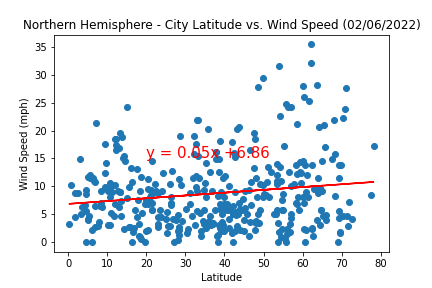 Northern Hemisphere - City Latitude vs. Wind Speed (02/06/2022)
35
30
25
20
15
10
5
0
Wind Speed (mph)
y = 0.05x +6.86
0 10 20 30 40 50 60 70 80
Latitude